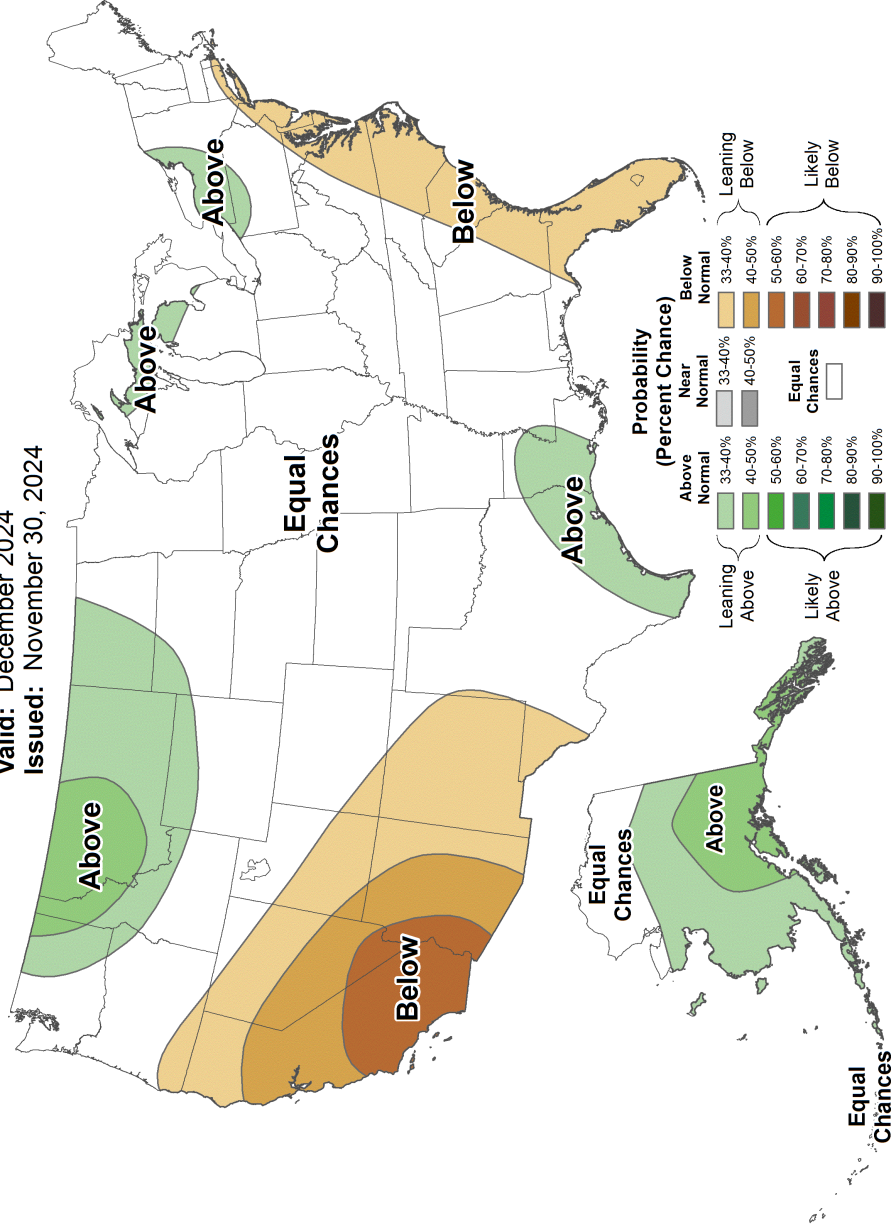 Valid: December 2024
Issued: November 30, 2024
Above
Above
Above
Equal
Chances
Below
Below
Above
Equal
Chances
Above
Equal
Chances
Probability
(Percent Chance)
Above
Normal
Near
Normal
Below
Normal
Leaning
Above
33-40%
40-50%
50-60%
60-70%
70-80%
80-90%
90-100%
Likely
Above
33-40%
40-50%
Equal
Chances
33-40%
40-50%
50-60%
60-70%
70-80%
80-90%
90-100%
Leaning
Below
Likely
Below